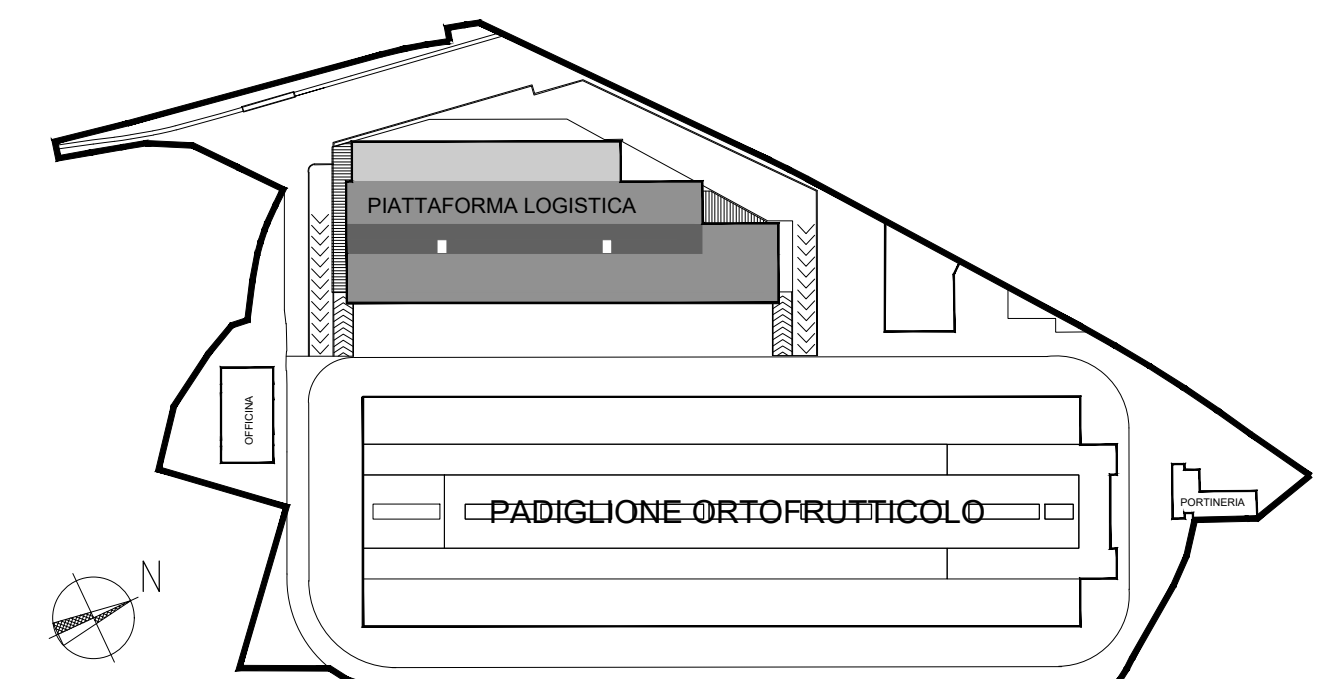 PIATTAFORMA LOGISTICA
OFFICINA
PADIGLIONE ORTOFRUTTICOLO
PORTINERIA
N